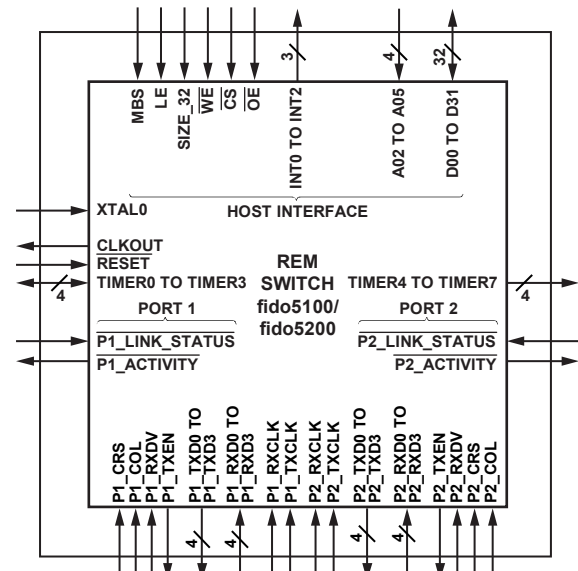 3
4
32
MBS
LE
SIZE_32
WE
CS
OE
INT0 TO INT2
A02 TO A05
D00 TO D31
HOST INTERFACE
XTAL0
CLKOUT
RESET
TIMER0 TO TIMER3
4
REM
SWITCH
fido5100/
fido5200
TIMER4 TO TIMER7
4
PORT 1
PORT 2
P1_LINK_STATUS
P1_ACTIVITY
P2_LINK_STATUS
P2_ACTIVITY
P1_CRS
P1_COL
P1_RXDV
P1_TXEN
P1_TXD0 TO
P1_TXD3
P1_RXD0 TO
P1_RXD3
P1_RXCLK
P1_TXCLK
P2_RXCLK
P2_TXCLK
P2_TXD0 TO
P2_TXD3
P2_RXD0 TO
P2_RXD3
P2_TXEN
P2_RXDV
P2_CRS
P2_COL
4
4
4
4